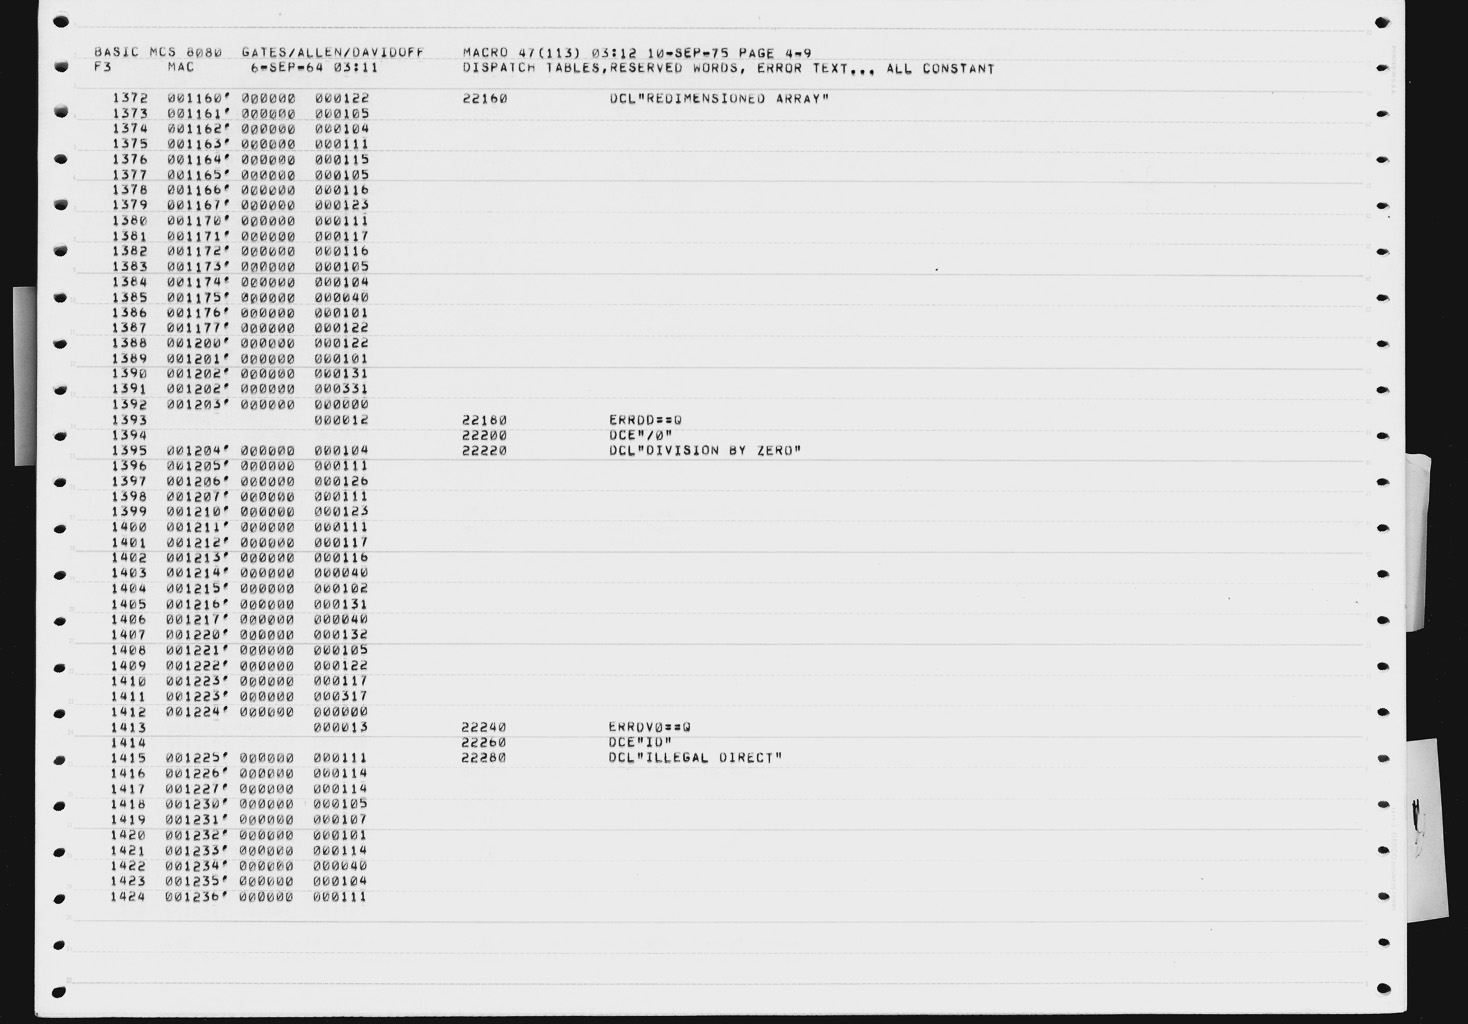 BASIC MCS 8080 GATES/ALLEN/DAVIDOFF MACRO 47(113) 03:12 10-SEP-75 PAGE 4-9
F3 MAC 6-SEP-64 03:11 DISPATCH TABLES,RESERVED WORDS, ERROR TEXT... ALL CONSTANT
1372 001160' 000000 000122 22160 DCL"REDIMENSIONED ARRAY"
1373 001161' 000000 000105
1374 001162' 000000 000104
1375 001163' 000000 000111
1376 001164' 000000 000115
1377 001165' 000000 000105
1378 001166' 000000 000116
1379 001167' 000000 000123
1380 001170' 000000 000111
1381 001171' 000000 000117
1382 001172' 000000 000116
1383 001173' 000000 000105
1384 001174' 000000 000104
1385 001175' 000000 000040
1386 001176' 000000 000101
1387 001177' 000000 000122
1388 001200' 000000 000122
1389 001201' 000000 000101
1390 001202' 000000 000131
1391 001202' 000000 000331
1392 001203' 000000 000000
1393 000012 22180 ERRDD==Q
1394 22200 DCE"/0"
1395 001204' 000000 000104 22220 DCL"DIVISION BY ZERO"
1396 001205' 000000 000111
1397 001206' 000000 000126
1398 001207' 000000 000111
1399 001210' 000000 000123
1400 001211' 000000 000111
1401 001212' 000000 000117
1402 001213' 000000 000116
1403 001214' 000000 000040
1404 001215' 000000 000102
1405 001216' 000000 000131
1406 001217' 000000 000040
1407 001220' 000000 000132
1408 001221' 000000 000105
1409 001222' 000000 000122
1410 001223' 000000 000117
1411 001223' 000000 000317
1412 001224' 000000 000000
1413 000013 22240 ERRDV0==Q
1414 22260 DCE"ID"
1415 001225' 000000 000111 22280 DCL"ILLEGAL DIRECT"
1416 001226' 000000 000114
1417 001227' 000000 000114
1418 001230' 000000 000105
1419 001231' 000000 000107
1420 001232' 000000 000101
1421 001233' 000000 000114
1422 001234' 000000 000040
1423 001235' 000000 000104
1424 001236' 000000 000111